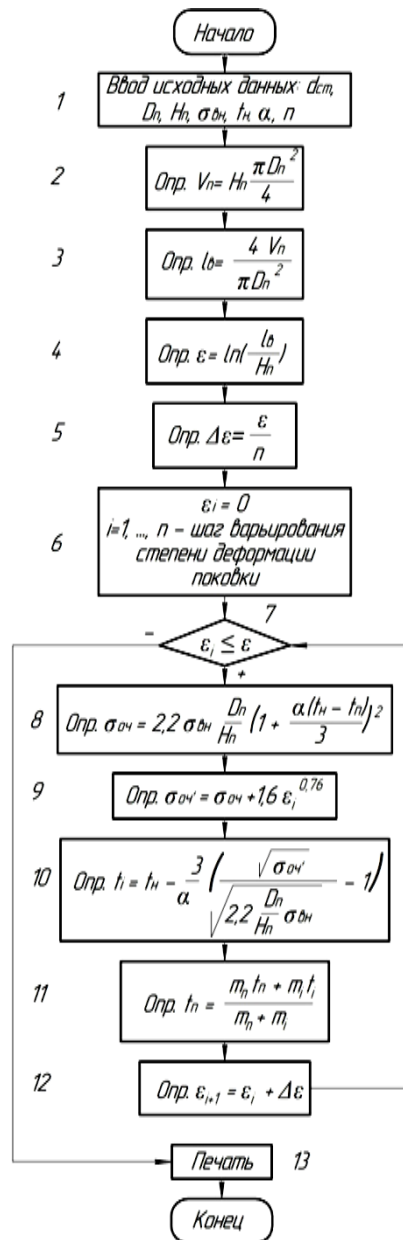 Начало
1
Ввод исходных данных: dст,
Dп, Hп, σвн, tн, α, n
2
Опр. Vп = Hп πDп²/4
3
Опр. lв = 4 Vп/πDп²
4
Опр. ε = ln(lв/Hп)
5
Опр. Δε = ε/n
6
εi = 0
i=1, ..., n – шаг варьирования
степени деформации
поковки
7
–
εi ≤ ε
+
8
Опр. σоч = 2,2 σвн Dп/Hп (1 + α(tн – tп)/3)²
9
Опр. σоч' = σоч + 1,6 εi^0,76
10
Опр. ti = tн – 3/α (√σоч'/√(2,2 Dп/Hп σвн) – 1)
11
Опр. tп = (mп tп + mi ti)/(mп + mi)
12
Опр. εi+1 = εi + Δε
Печать
13
Конец